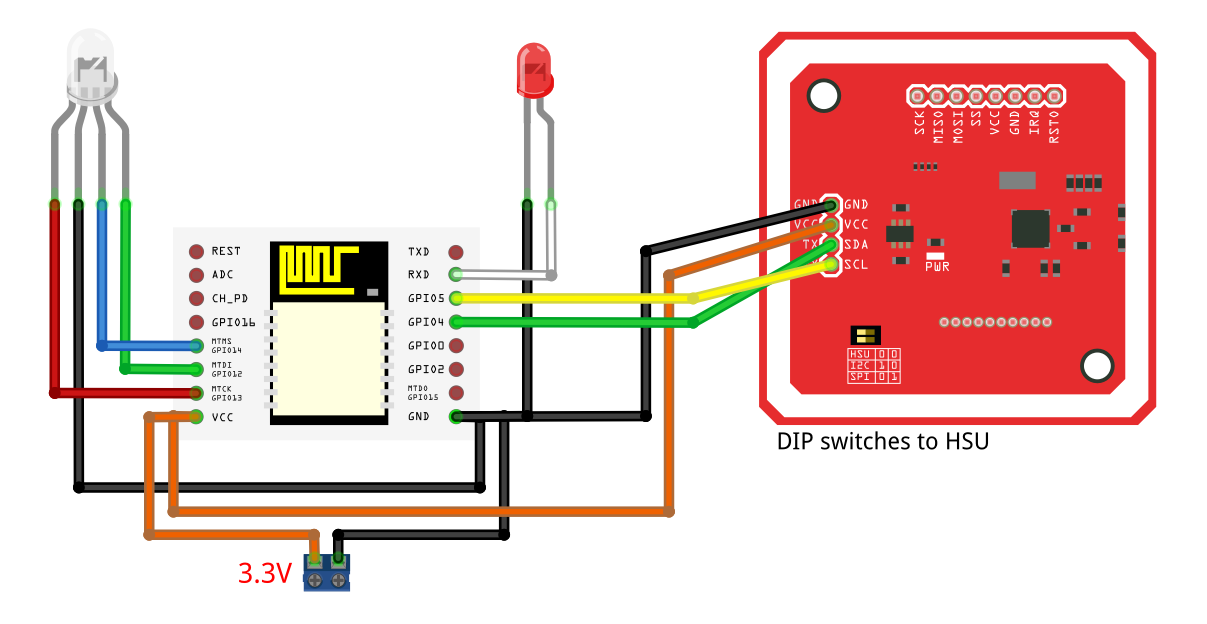 REST
ADC
CH_PD
GPIO16
MTMS
GPIO14
MTDI
GPIO12
MTCK
GPIO13
VCC
TXD
RXD
GPIO5
GPIO4
GPIO0
GPIO2
MTDO
GPIO15
GND
3.3V
SCK
MISO
MOSI
SS
VCC
GND
IRQ
RSTO
GND GND
VCC VCC
TX SDA
SCL
PWR
HSU 0 0
I2C 1 0
SPI 0 1
DIP switches to HSU